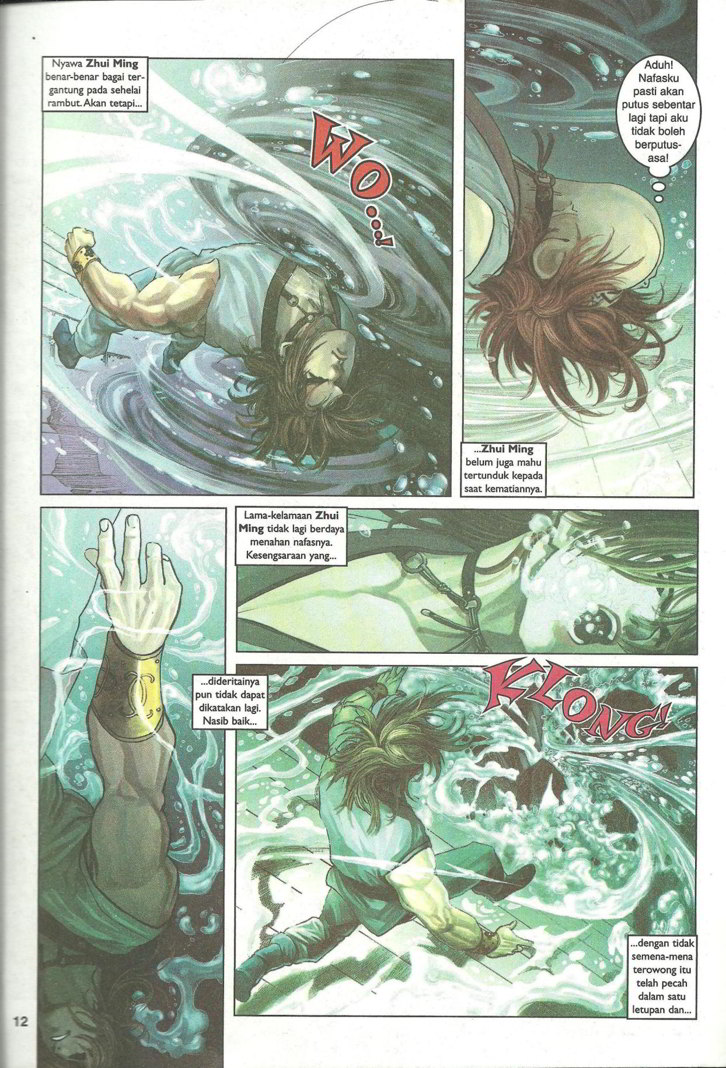 Nyawa Zhui Ming
benar-benar bagai ter-
gantung pada sehelai
rambut. Akan tetapi...
WO...!
Aduh!
Nafasku
pasti akan
putus sebentar
lagi tapi aku
tidak boleh
berputus-
asa!
...Zhui Ming
belum juga mahu
tertunduk kepada
saat kematiannya.
Lama-kelamaan Zhui
Ming tidak lagi berdaya
menahan nafasnya.
Kesengsaraan yang...
...dideritainya
pun tidak dapat
dikatakan lagi.
Nasib baik...
KLONG!
...dengan tidak
semena-mena
terowong itu
telah pecah
dalam satu
letupan dan...
12